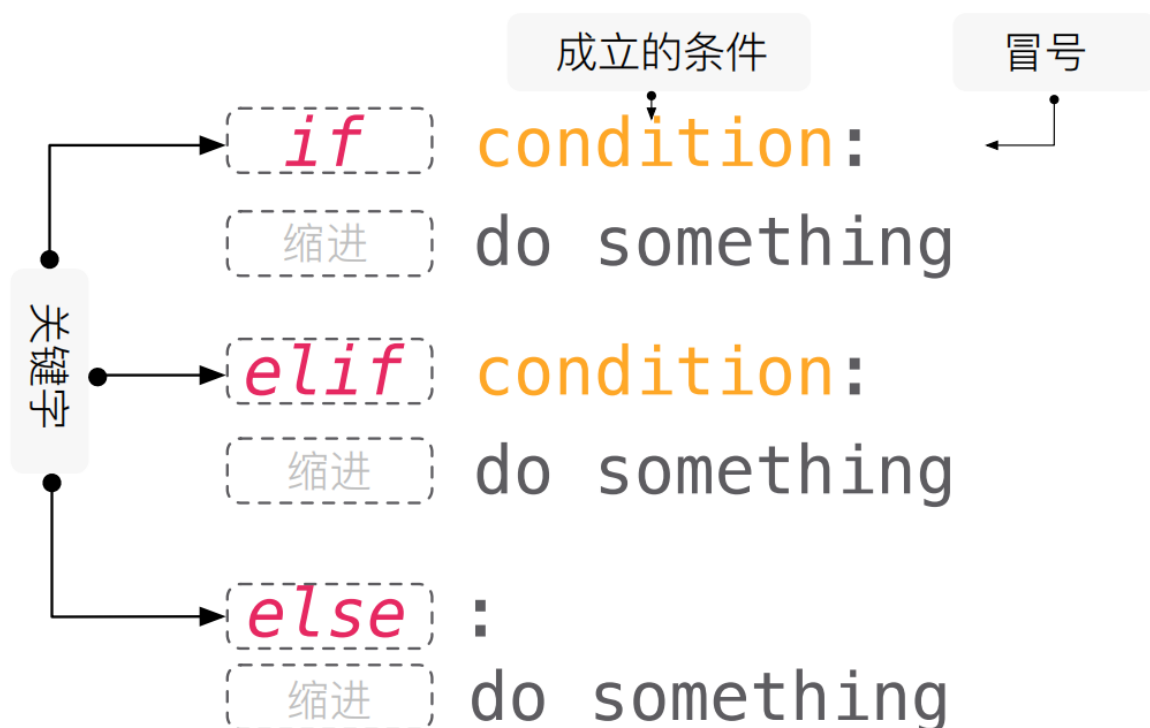 成立的条件
冒号
if condition:
缩进 do something
关键字
elif condition:
缩进 do something
else :
缩进 do something